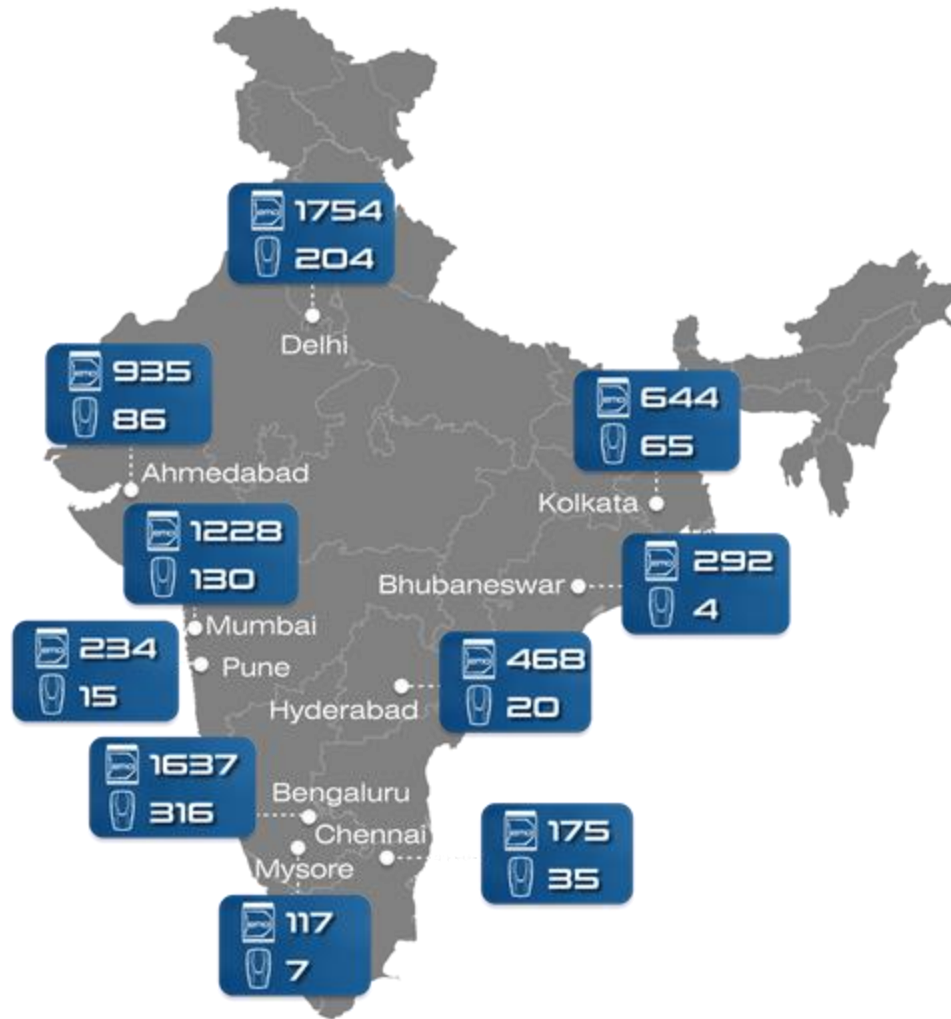 1754
204
Delhi
935
86
Ahmedabad
644
65
Kolkata
1228
130
Mumbai
292
4
Bhubaneswar
234
15
Pune
468
20
Hyderabad
1637
316
Bengaluru
175
35
Chennai
Mysore
117
7